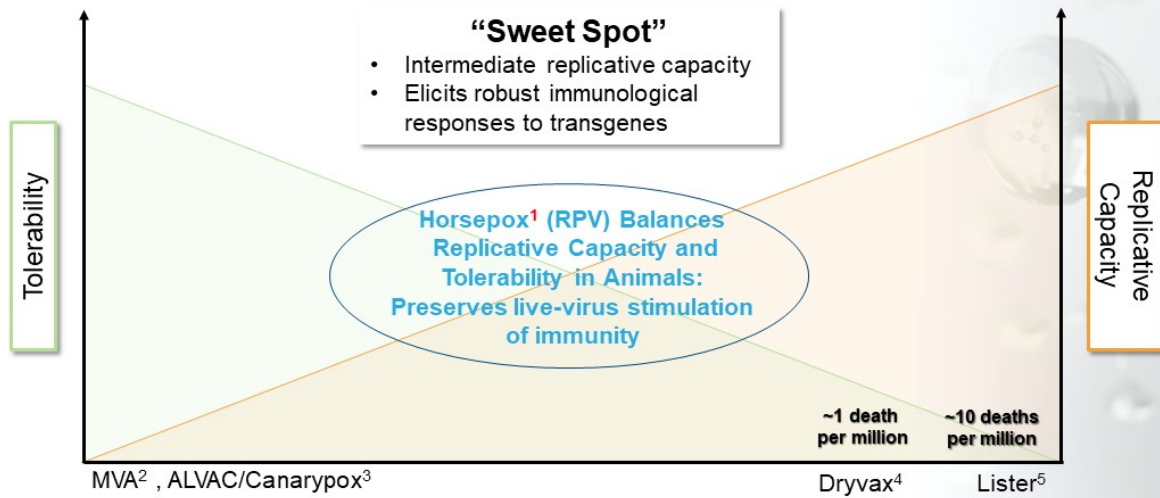 “Sweet Spot”
• Intermediate replicative capacity
• Elicits robust immunological
responses to transgenes
Tolerability
Replicative
Capacity
Horsepox¹ (RPV) Balances
Replicative Capacity and
Tolerability in Animals:
Preserves live-virus stimulation
of immunity
~1 death
per million
~10 deaths
per million
MVA² , ALVAC/Canarypox³
Dryvax⁴
Lister⁵